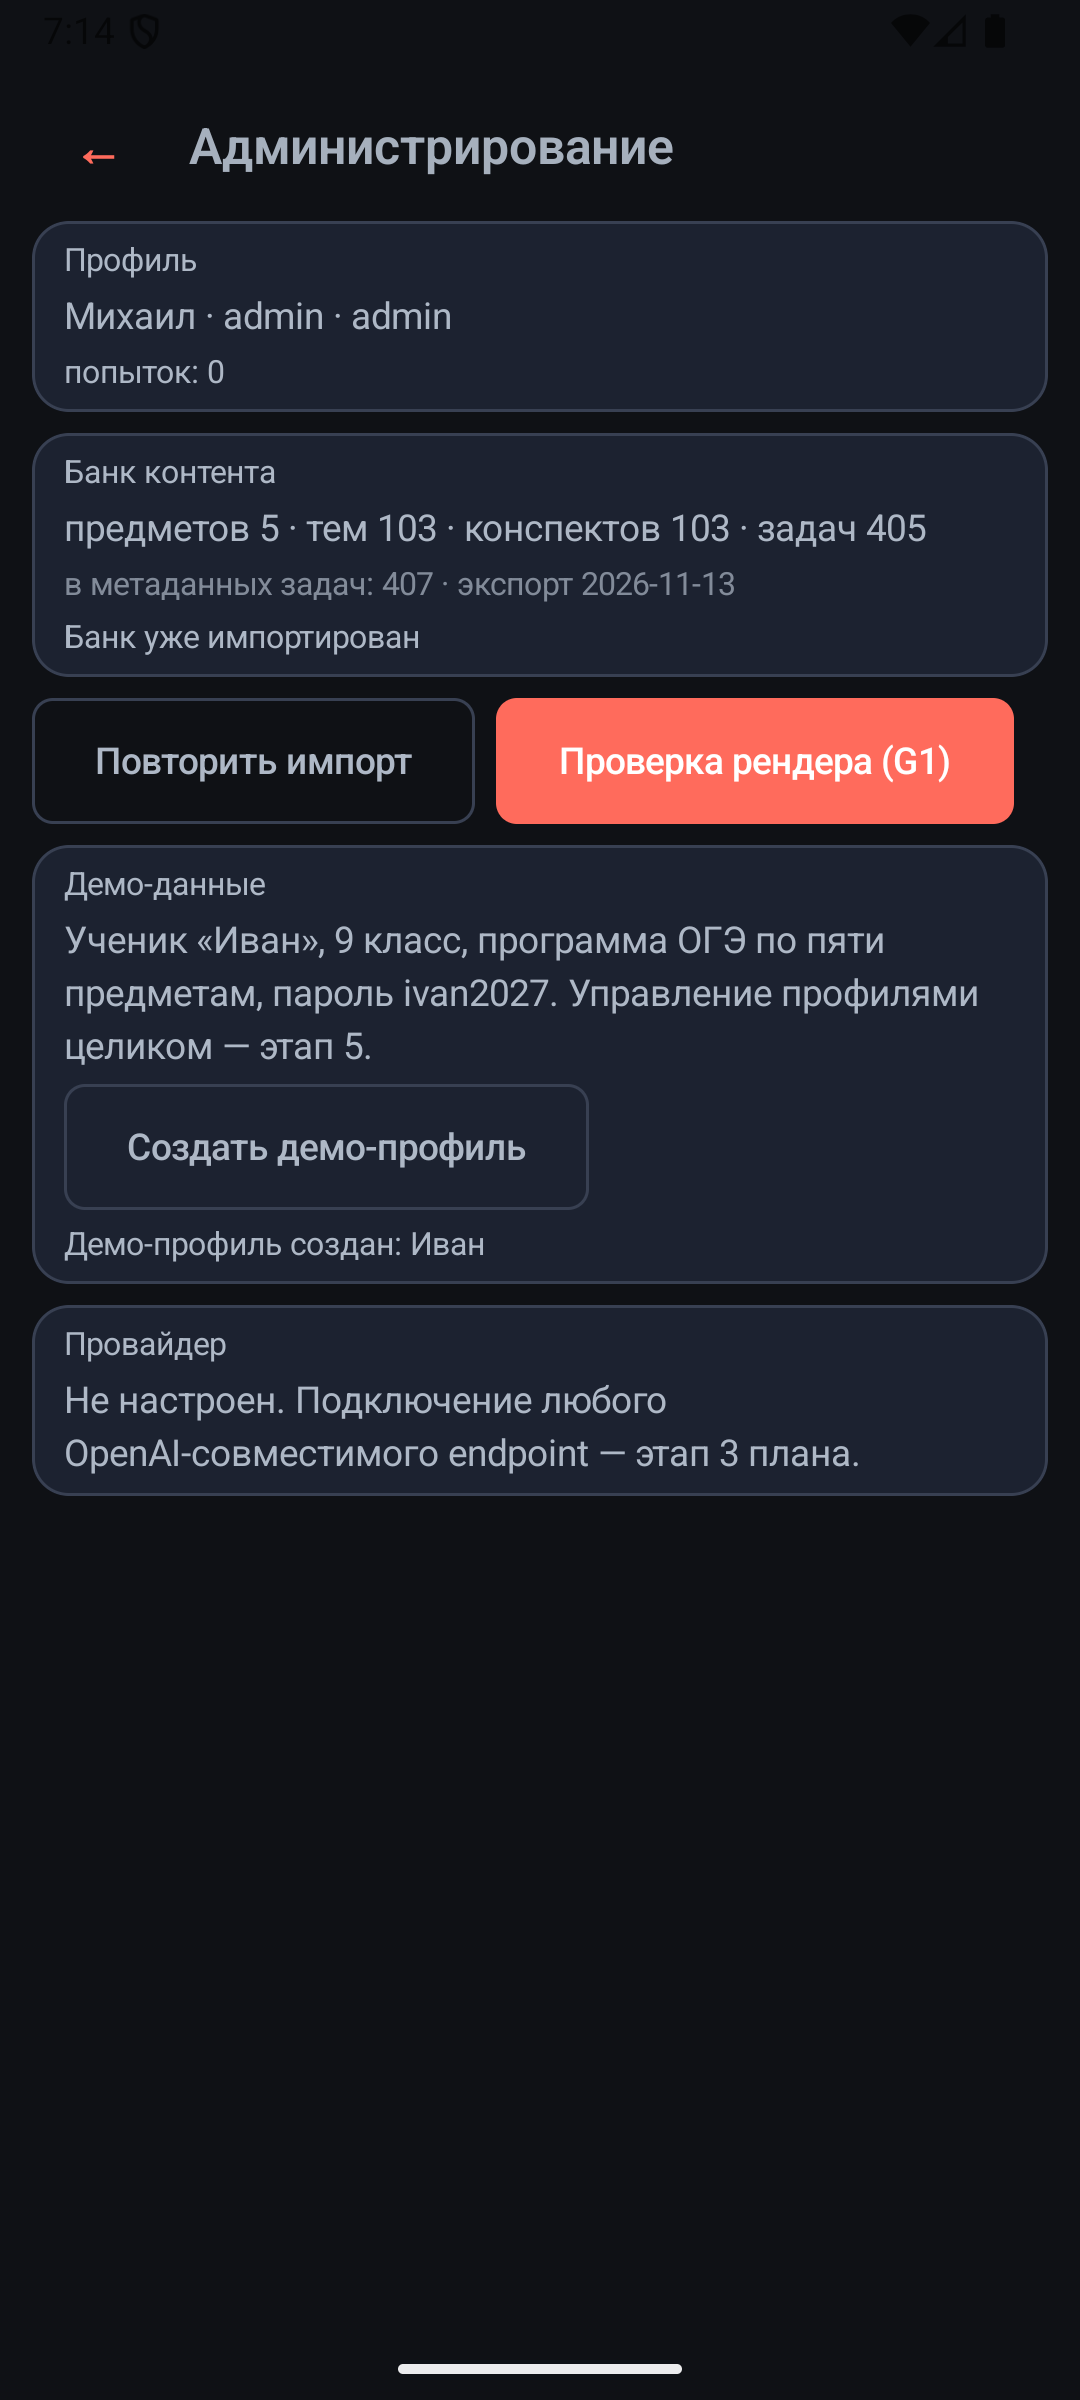 7:14
← Администрирование
Профиль
Михаил · admin · admin
попыток: 0
Банк контента
предметов 5 · тем 103 · конспектов 103 · задач 405
в метаданных задач: 407 · экспорт 2026-11-13
Банк уже импортирован
Повторить импорт
Проверка рендера (G1)
Демо-данные
Ученик «Иван», 9 класс, программа ОГЭ по пяти
предметам, пароль ivan2027. Управление профилями
целиком — этап 5.
Создать демо-профиль
Демо-профиль создан: Иван
Провайдер
Не настроен. Подключение любого
OpenAI-совместимого endpoint — этап 3 плана.